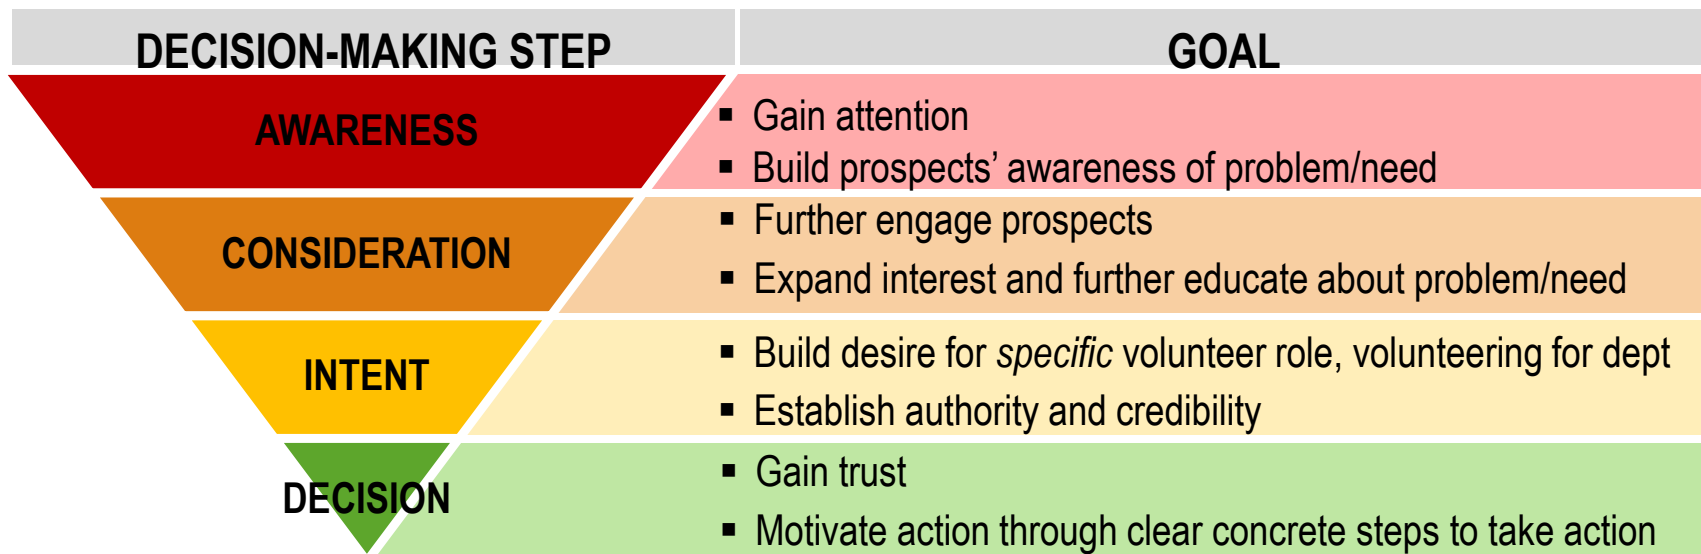 DECISION-MAKING STEP
GOAL
AWARENESS
▪ Gain attention
▪ Build prospects’ awareness of problem/need
CONSIDERATION
▪ Further engage prospects
▪ Expand interest and further educate about problem/need
INTENT
▪ Build desire for specific volunteer role, volunteering for dept
▪ Establish authority and credibility
DECISION
▪ Gain trust
▪ Motivate action through clear concrete steps to take action